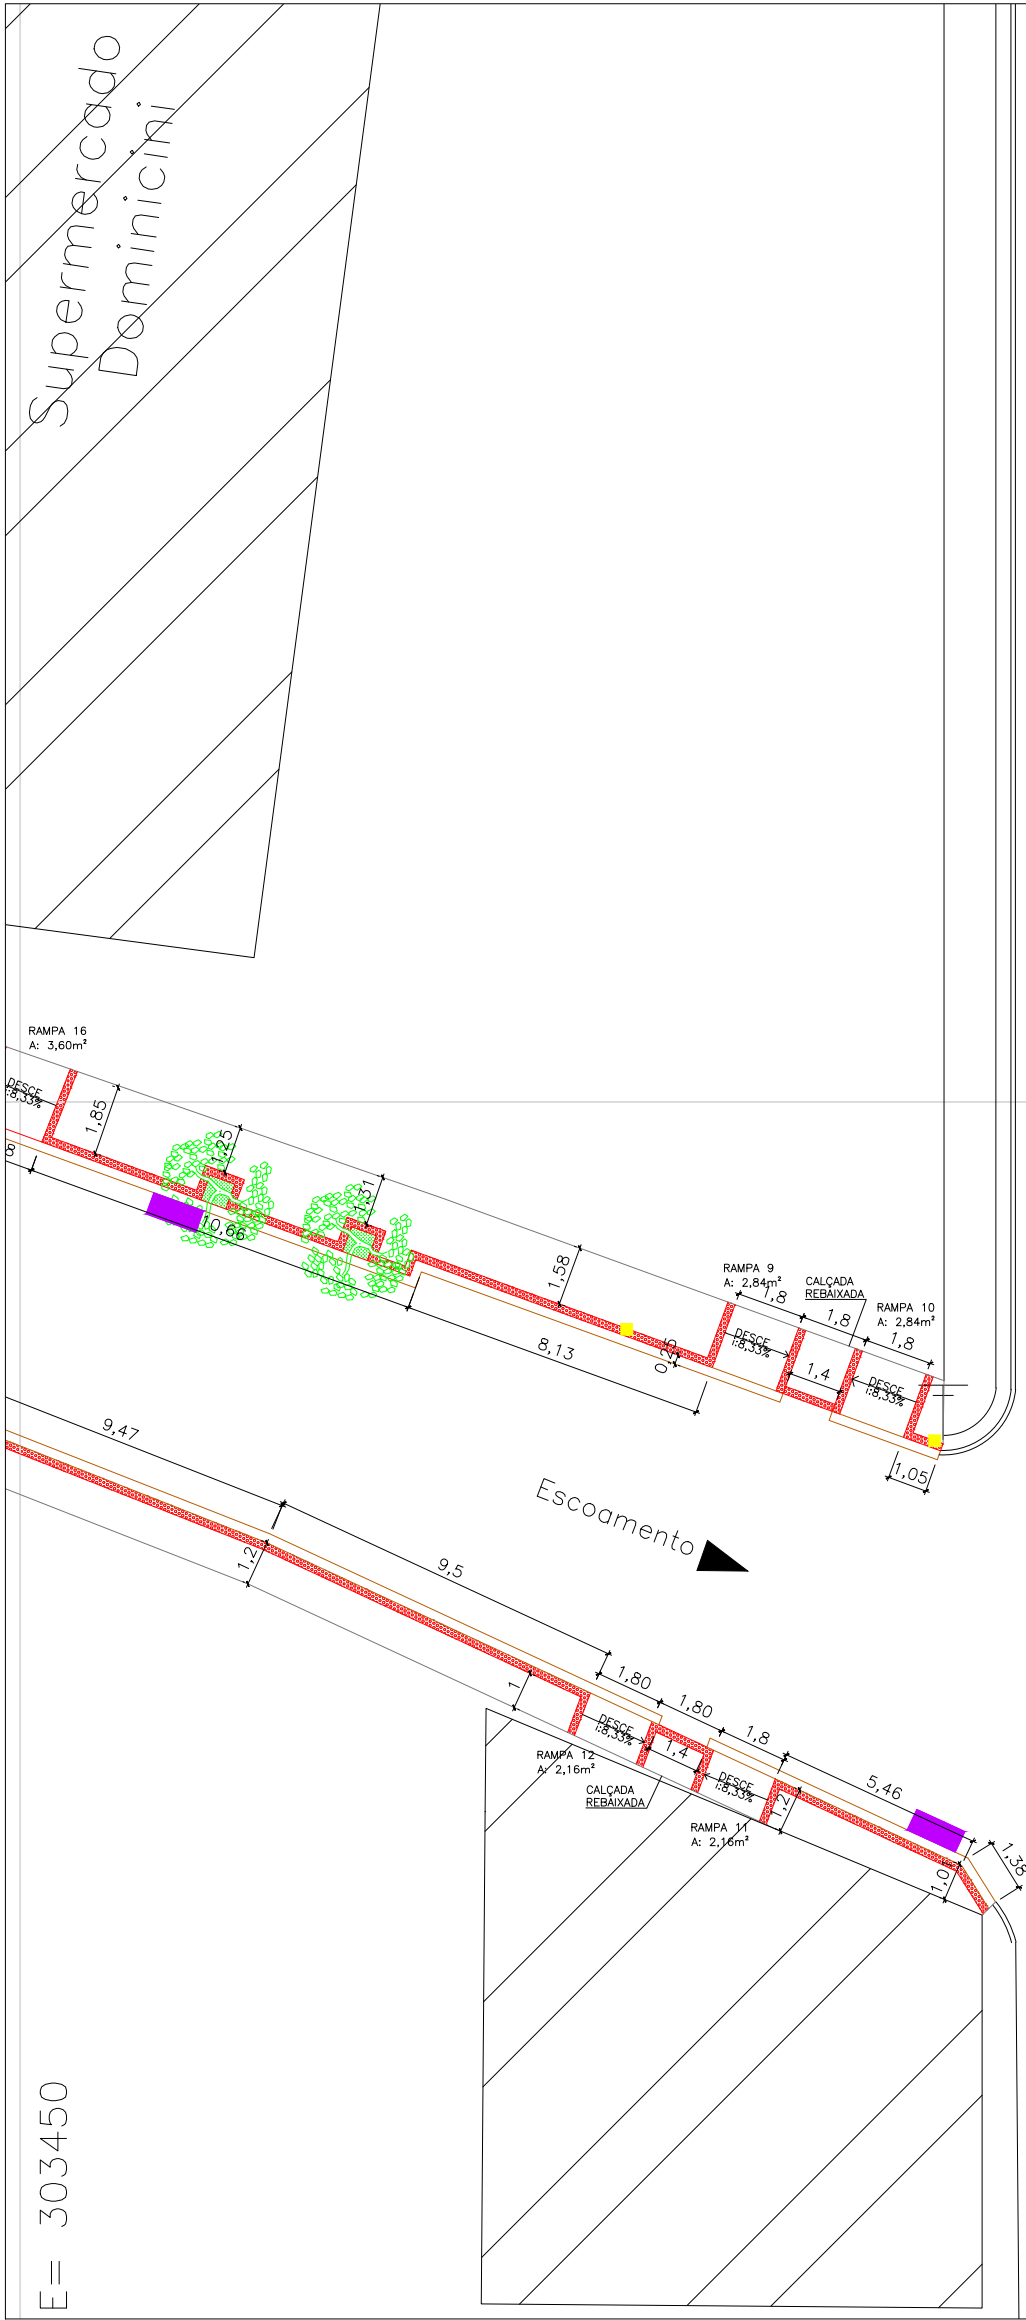 Supermercado
Dominicini
RAMPA 16
A: 3,60m²
DESCE
i:8,33%
1,85
1,25
1,31
8
10,66
1,58
8,13
0,25
RAMPA 9
A: 2,84m²
1,8
CALÇADA
REBAIXADA
1,8
RAMPA 10
A: 2,84m²
1,8
DESCE
i:8,33%
1,4
DESCE
i:8,33%
1,05
9,47
Escoamento
1,2
9,5
1
1,80
1,80
1,8
DESCE
i:8,33%
1,4
RAMPA 12
A: 2,16m²
CALÇADA
REBAIXADA
DESCE
i:8,33%
1,2
5,46
RAMPA 11
A: 2,16m²
1,0
1,38
E= 303450